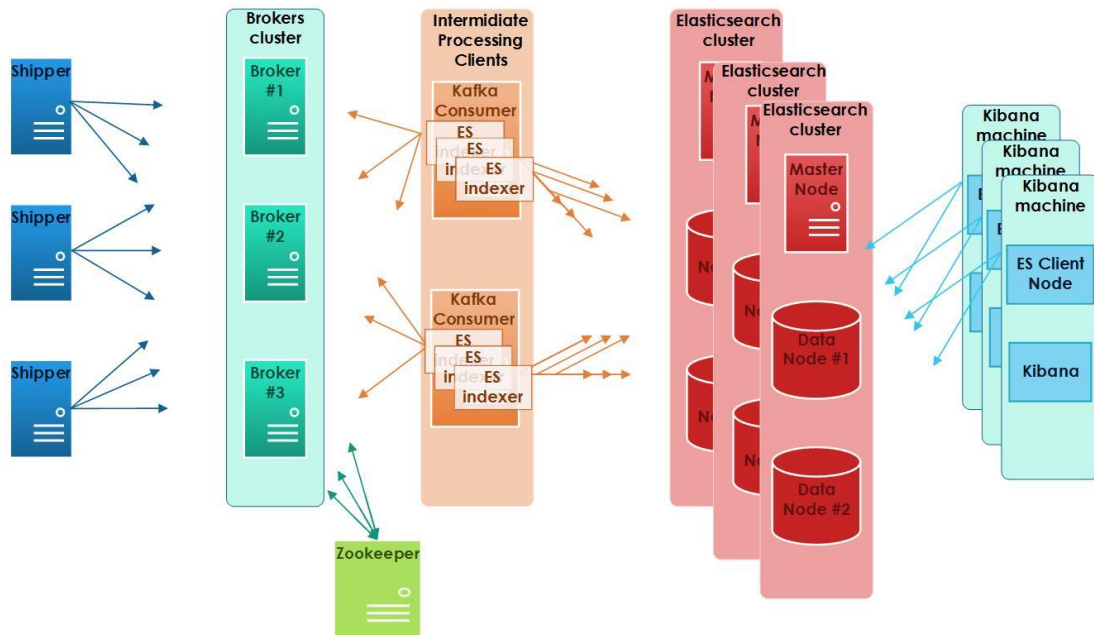 Shipper
Shipper
Shipper
Brokers
cluster
Broker
#1
Broker
#2
Broker
#3
Zookeeper
Intermidiate
Processing
Clients
Kafka
Consumer
ES
ES
indexer
ES
indexer
Kafka
Consumer
ES
ES
indexer
ES
indexer
Elasticsearch
cluster
Elasticsearch
cluster
Elasticsearch
cluster
Master
Node
Data
Node #1
Data
Node #2
Kibana
machine
Kibana
machine
Kibana
machine
ES Client
Node
Kibana